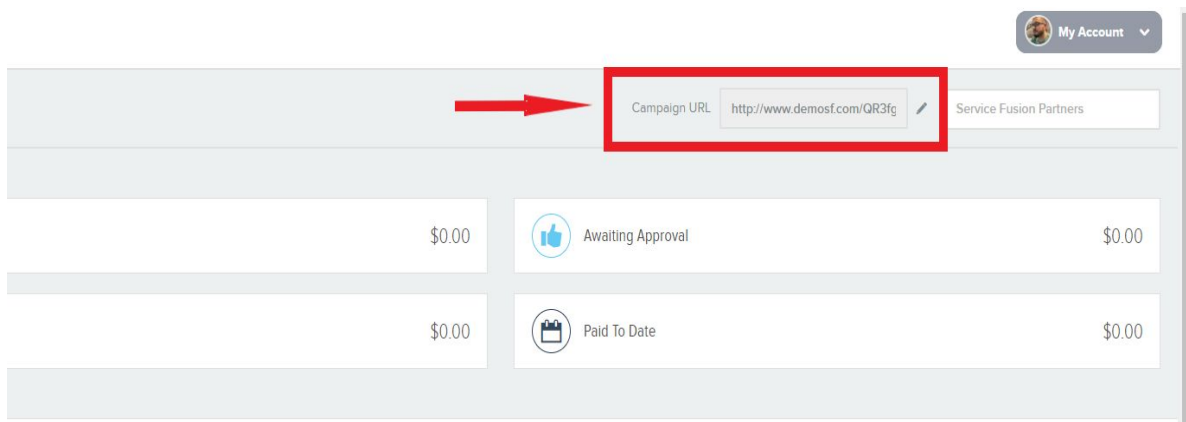 My Account
Campaign URL http://www.demosf.com/QR3fg Service Fusion Partners
$0.00 Awaiting Approval $0.00
$0.00 Paid To Date $0.00